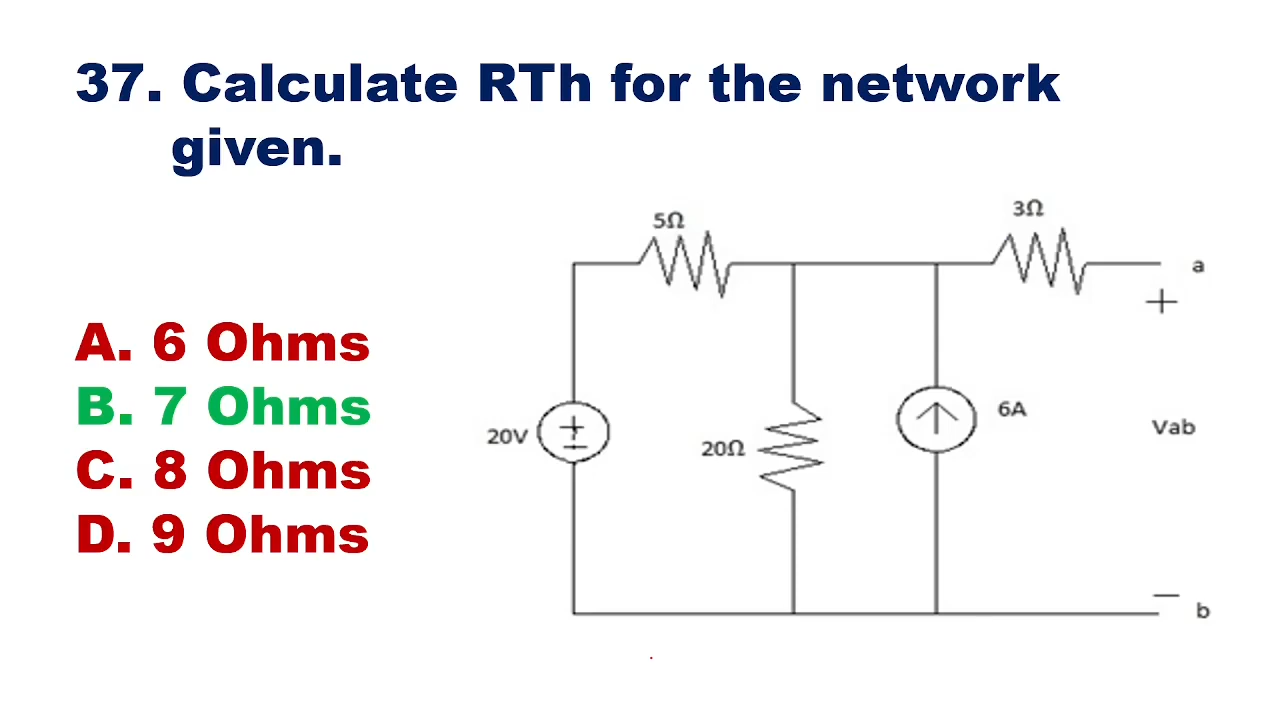 37. Calculate RTh for the network
given.
5Ω
3Ω
a
+
A. 6 Ohms
B. 7 Ohms
C. 8 Ohms
D. 9 Ohms
20V
+
–
20Ω
6A
Vab
–
b